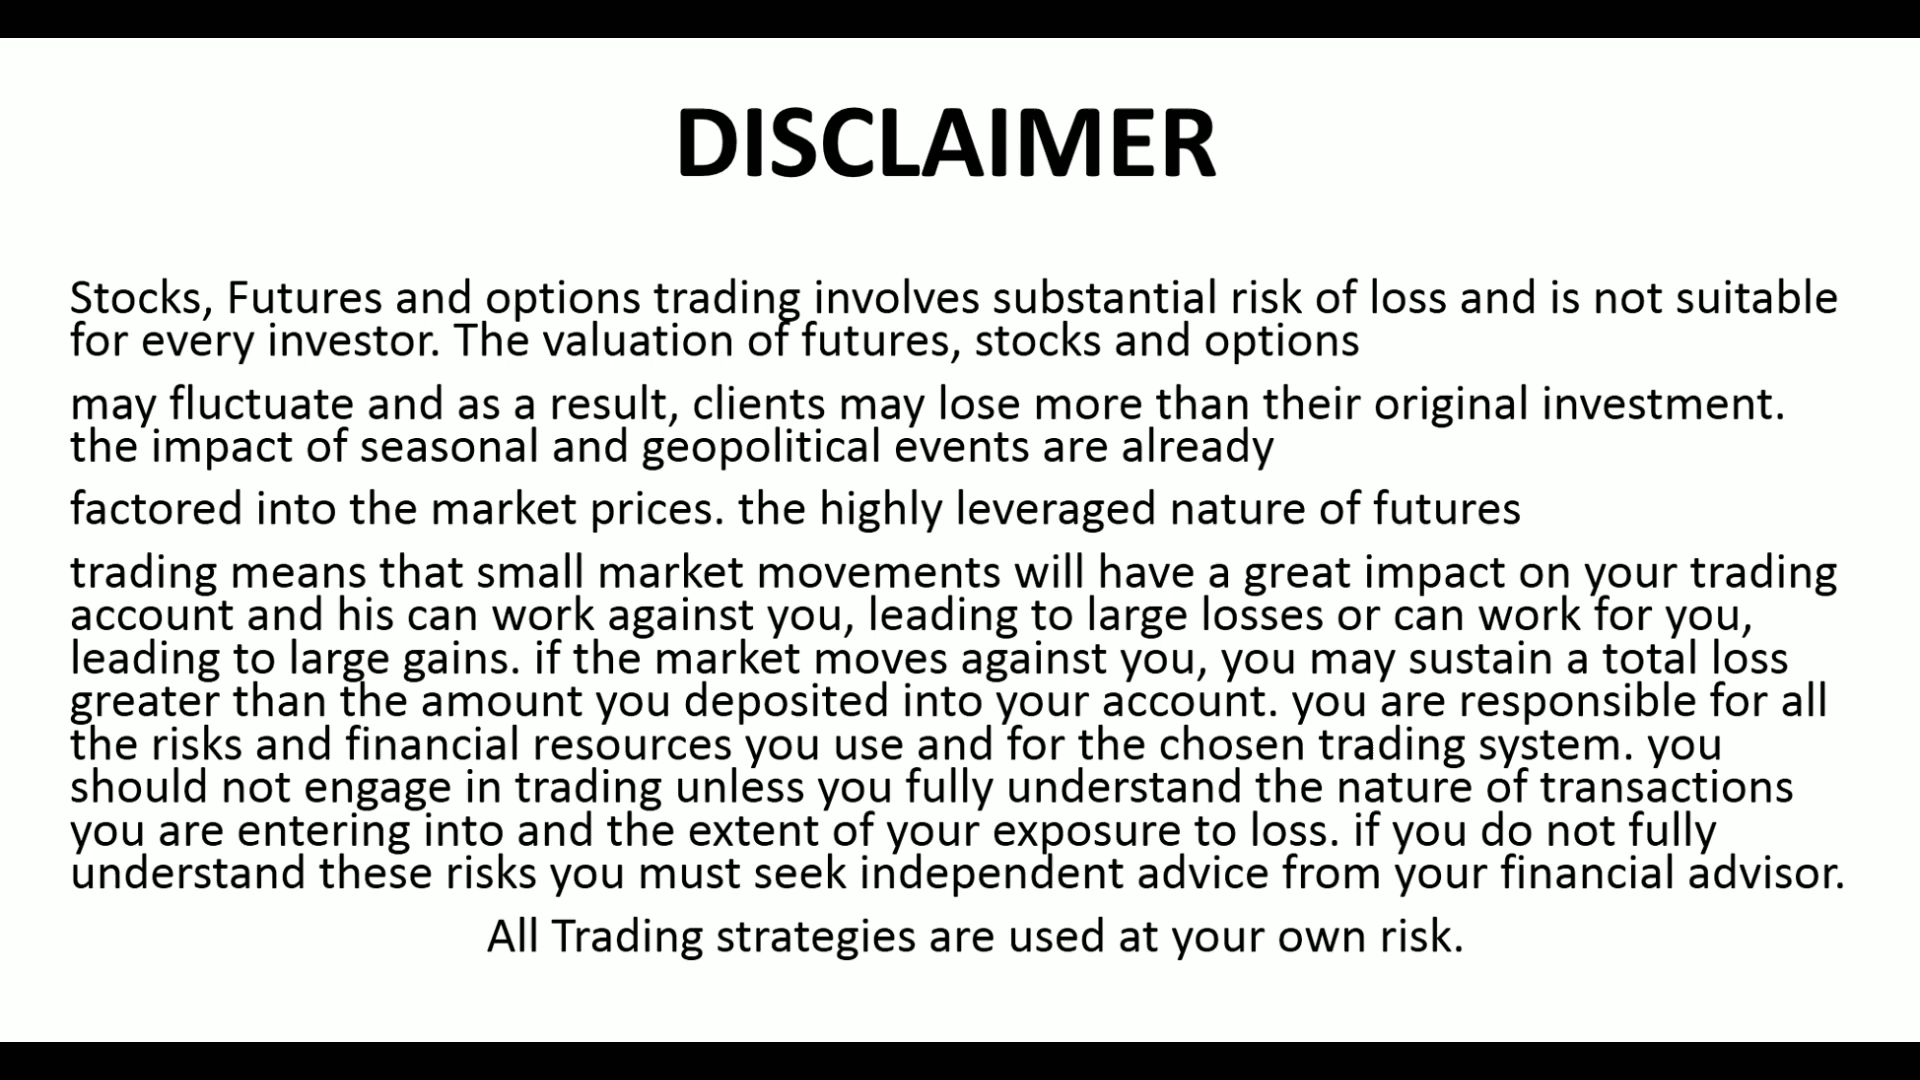 DISCLAIMER
Stocks, Futures and options trading involves substantial risk of loss and is not suitable
for every investor. The valuation of futures, stocks and options
may fluctuate and as a result, clients may lose more than their original investment.
the impact of seasonal and geopolitical events are already
factored into the market prices. the highly leveraged nature of futures
trading means that small market movements will have a great impact on your trading
account and his can work against you, leading to large losses or can work for you,
leading to large gains. if the market moves against you, you may sustain a total loss
greater than the amount you deposited into your account. you are responsible for all
the risks and financial resources you use and for the chosen trading system. you
should not engage in trading unless you fully understand the nature of transactions
you are entering into and the extent of your exposure to loss. if you do not fully
understand these risks you must seek independent advice from your financial advisor.
All Trading strategies are used at your own risk.